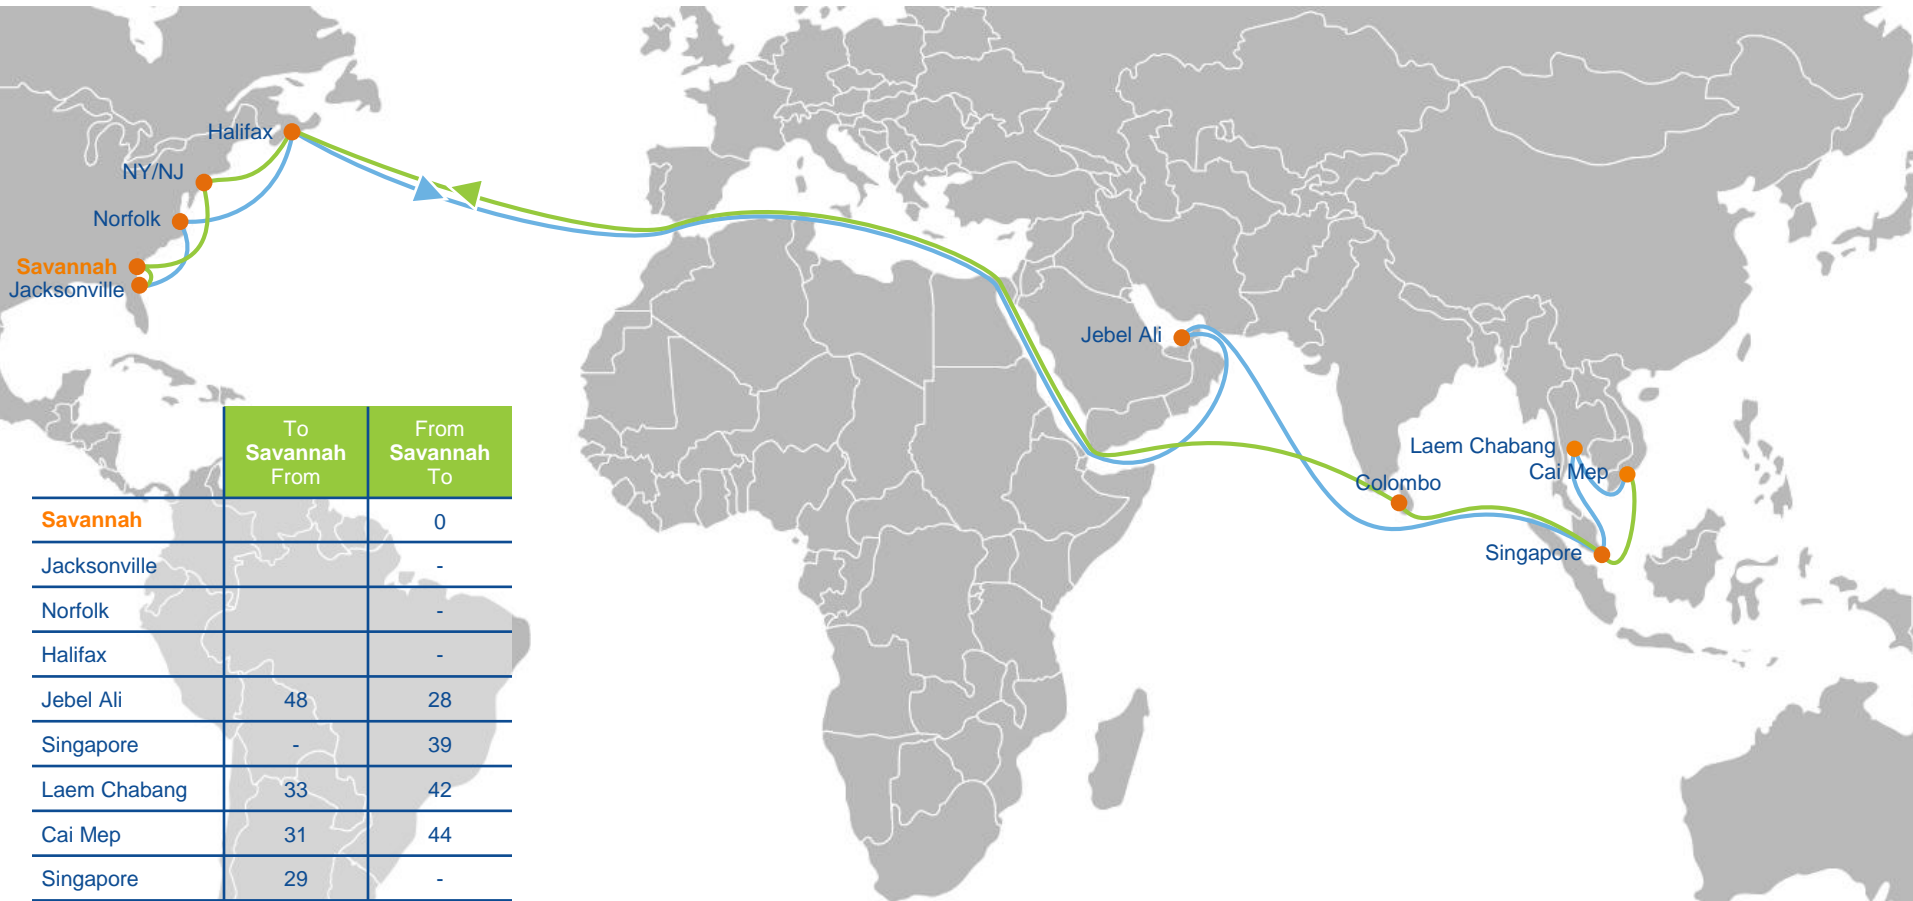 Halifax
NY/NJ
Norfolk
Savannah
Jacksonville
Jebel Ali
Laem Chabang
Cai Mep
Colombo
Singapore
To Savannah From
From Savannah To
Savannah 0
Jacksonville -
Norfolk -
Halifax -
Jebel Ali 48 28
Singapore - 39
Laem Chabang 33 42
Cai Mep 31 44
Singapore 29 -